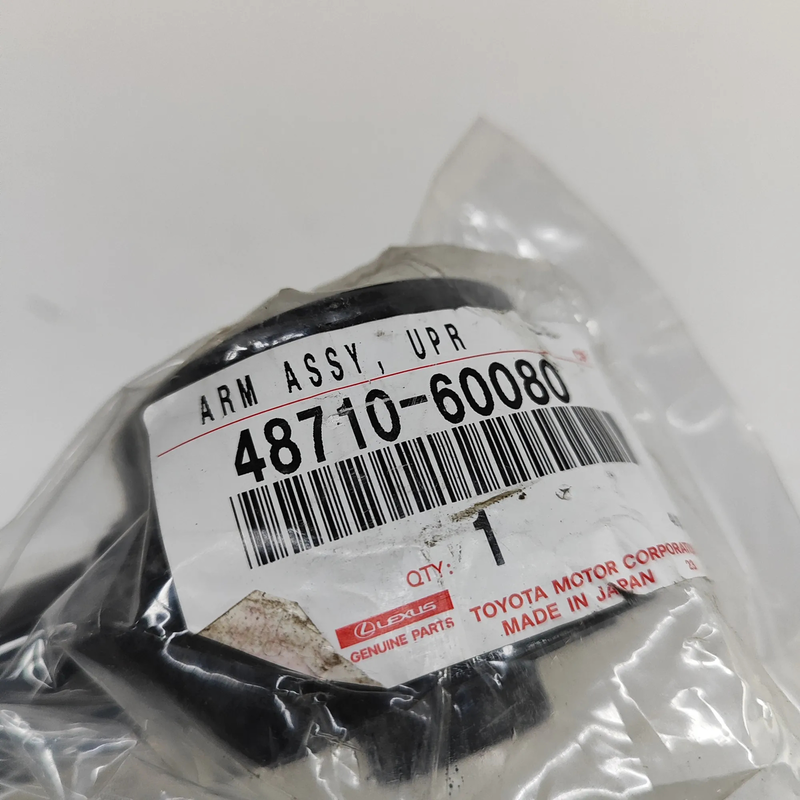 ARM ASSY, UPR
48710-60080
QTY: 1
LEXUS
GENUINE PARTS
TOYOTA MOTOR CORPORATION
MADE IN JAPAN